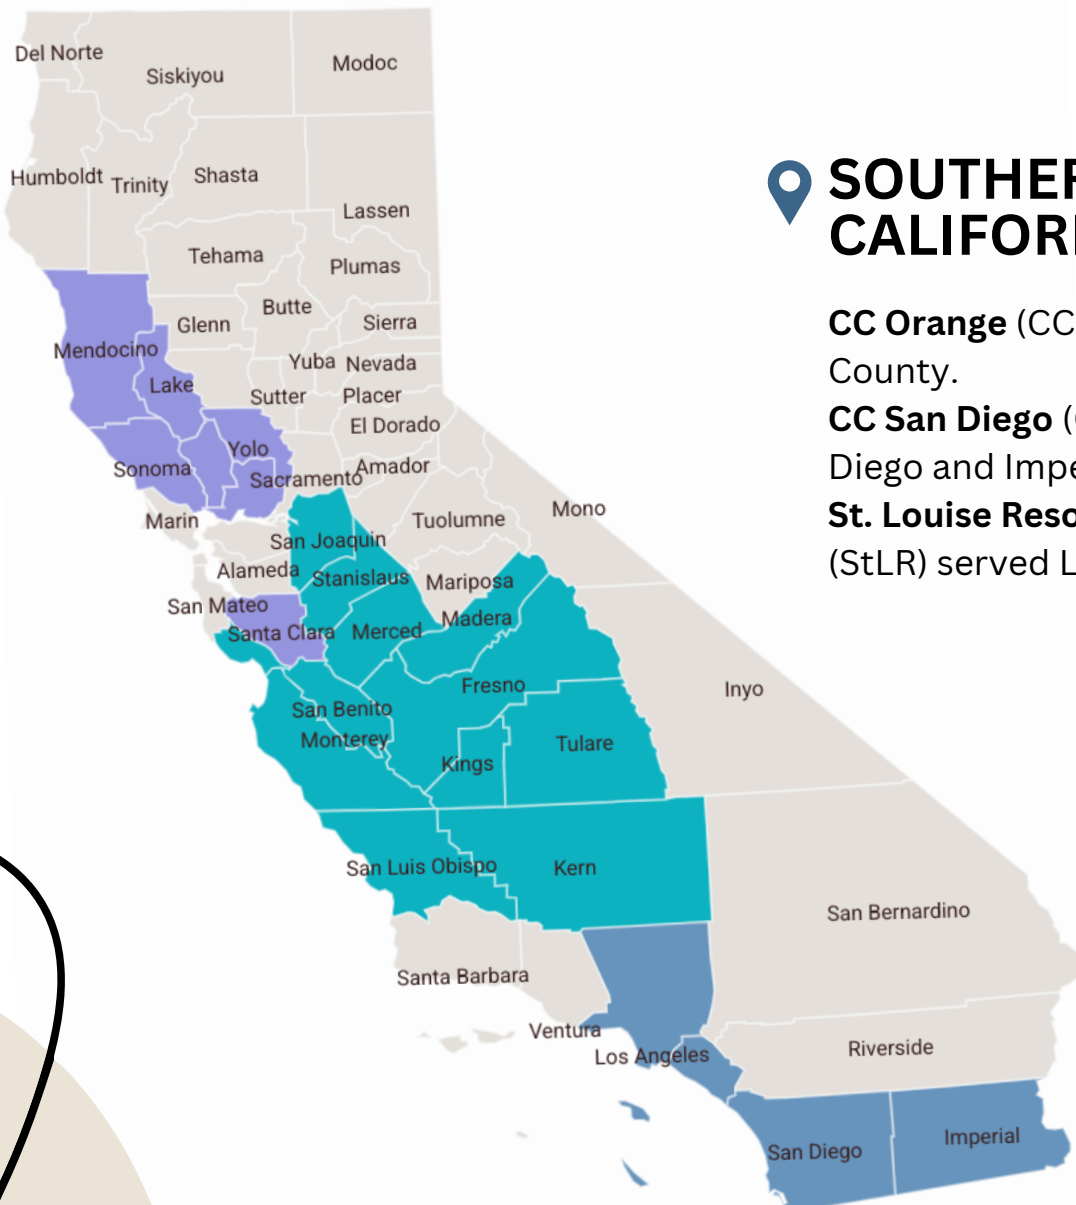 Del Norte
Siskiyou
Modoc
Humboldt
Trinity
Shasta
Lassen
Tehama
Plumas
Butte
Glenn
Sierra
Mendocino
Yuba
Nevada
Lake
Sutter
Placer
El Dorado
Yolo
Sonoma
Sacramento
Amador
Marin
Tuolumne
Mono
San Joaquin
Alameda
Stanislaus
Mariposa
San Mateo
Madera
Santa Clara
Merced
Fresno
Inyo
San Benito
Monterey
Tulare
Kings
San Luis Obispo
Kern
San Bernardino
Santa Barbara
Ventura
Los Angeles
Riverside
San Diego
Imperial
SOUTHER
CALIFOR
CC Orange (CC
County.
CC San Diego (
Diego and Impe
St. Louise Reso
(StLR) served L